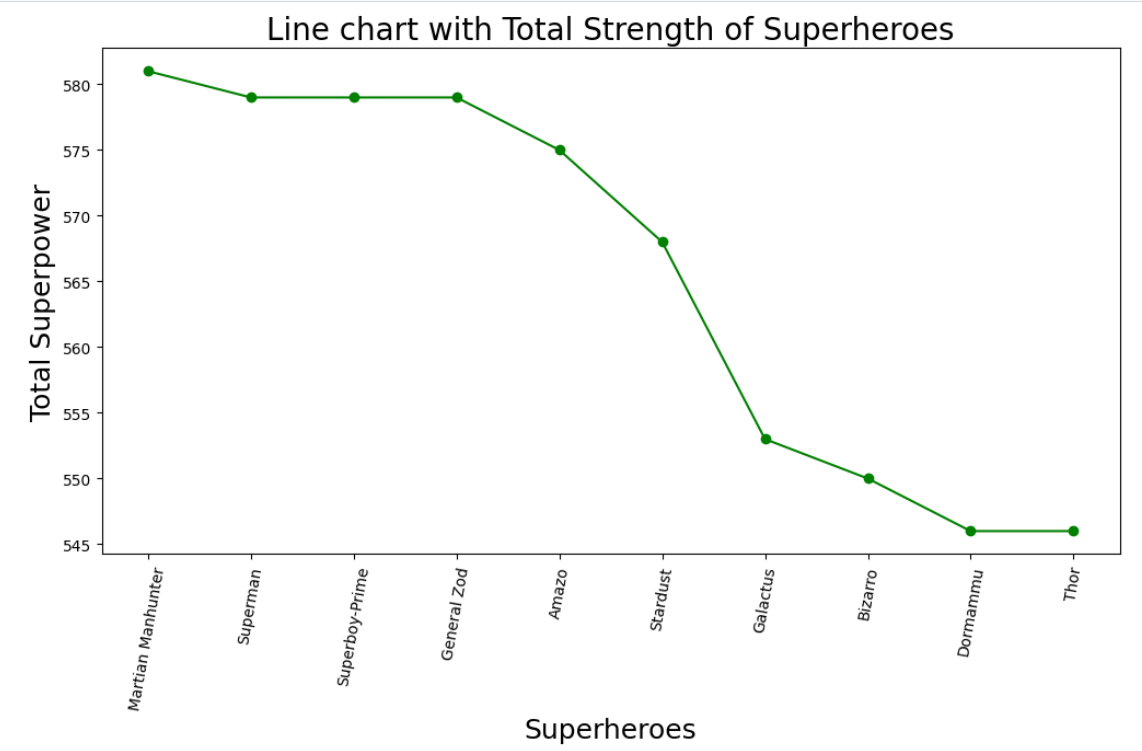 Line chart with Total Strength of Superheroes
Total Superpower
580
575
570
565
560
555
550
545
Martian Manhunter
Superman
Superboy-Prime
General Zod
Amazo
Stardust
Galactus
Bizarro
Dormammu
Thor
Superheroes